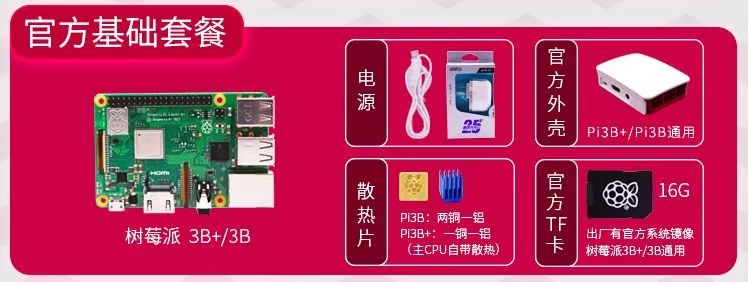 官方基础套餐
树莓派 3B+/3B
电源
25
官方外壳
Pi3B+/Pi3B通用
散热片
Pi3B：两铜一铝
Pi3B+：一铜一铝
（主CPU自带散热）
官方TF卡
16G
出厂有官方系统镜像
树莓派3B+/3B通用
HDMI